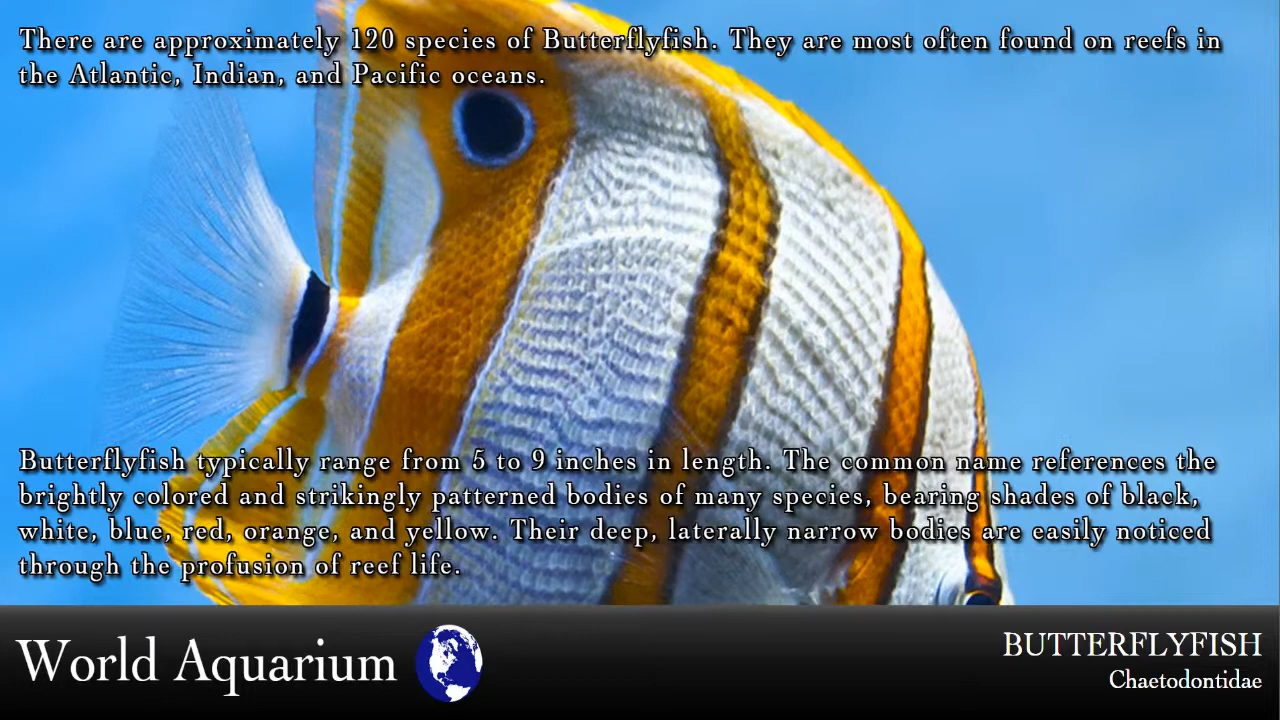 There are approximately 120 species of Butterflyfish. They are most often found on reefs in
the Atlantic, Indian, and Pacific oceans.
Butterflyfish typically range from 5 to 9 inches in length. The common name references the
brightly colored and strikingly patterned bodies of many species, bearing shades of black,
white, blue, red, orange, and yellow. Their deep, laterally narrow bodies are easily noticed
through the profusion of reef life.
World Aquarium
BUTTERFLYFISH
Chaetodontidae